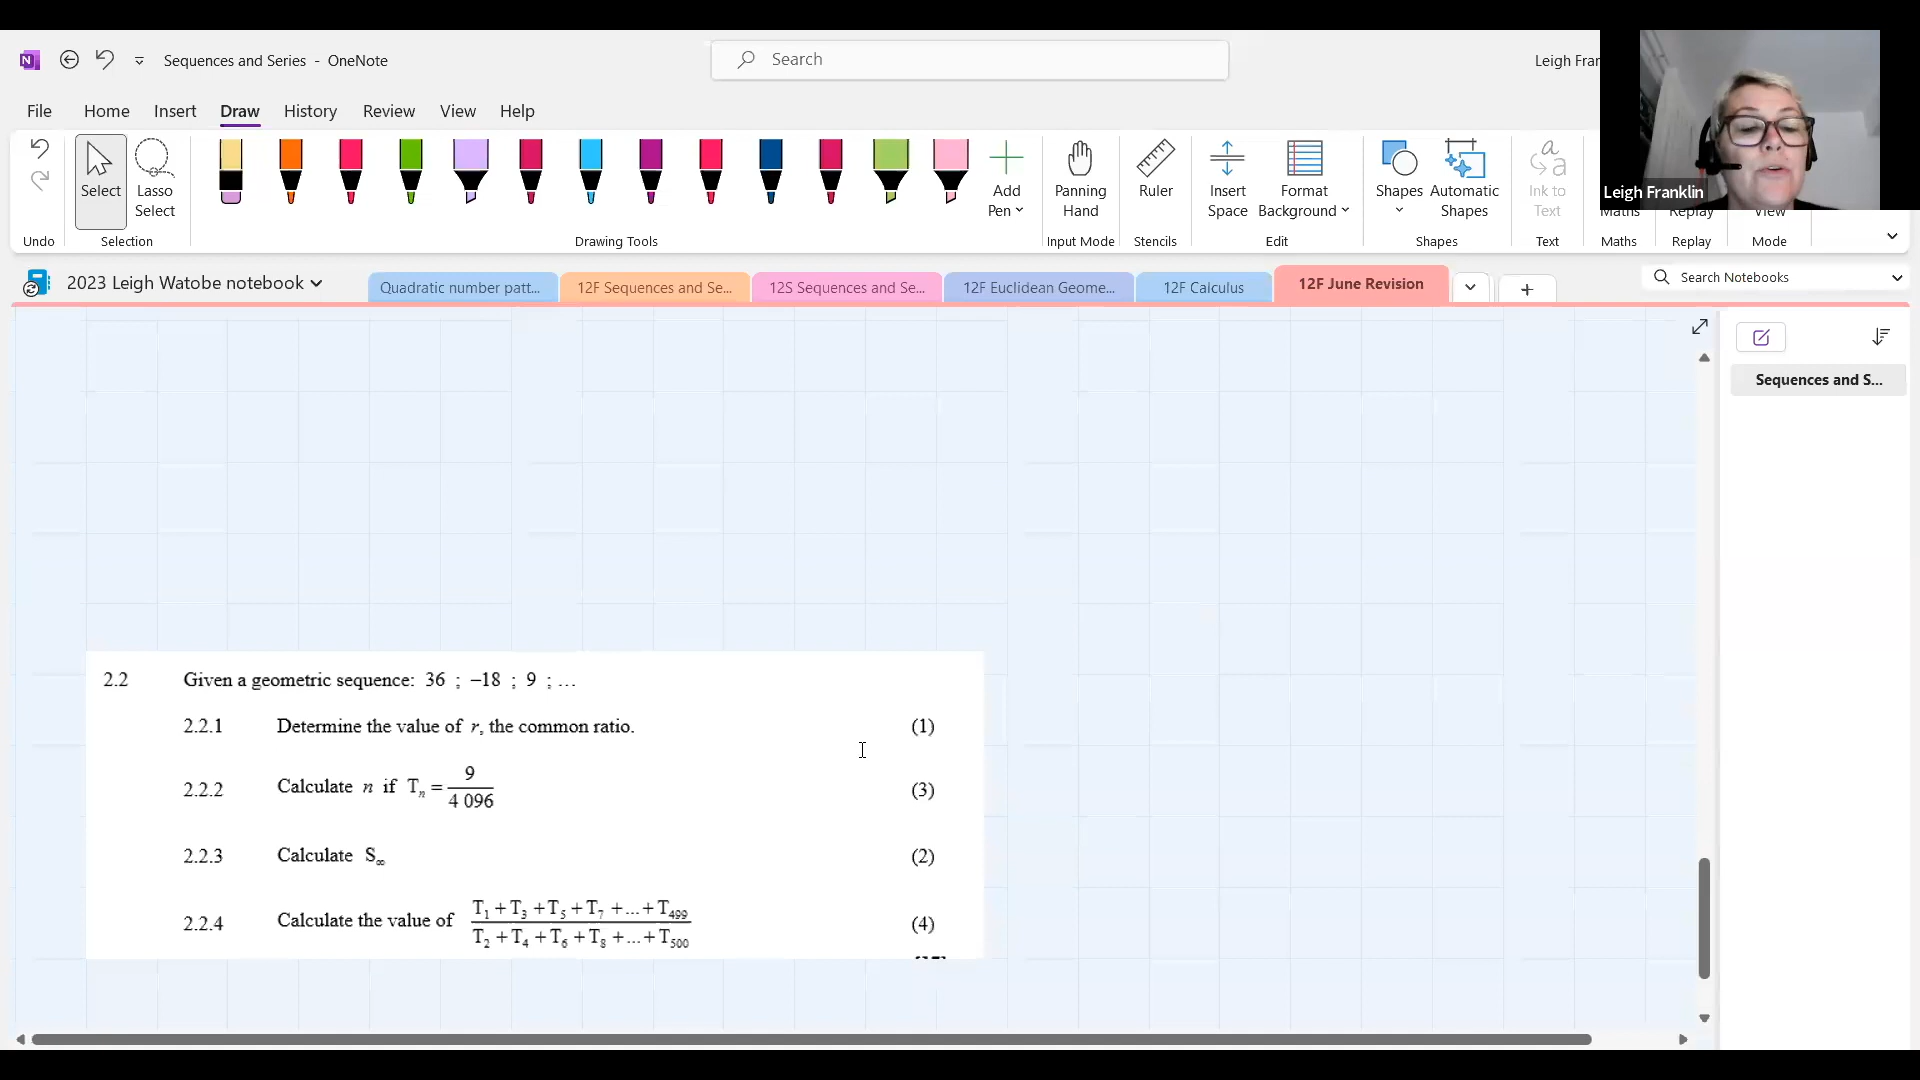 Sequences and Series - OneNote
Search
Leigh Fran
File Home Insert Draw History Review View Help
Undo
Select
Lasso Select
Selection
Drawing Tools
Add Pen
Panning Hand
Input Mode
Ruler
Stencils
Insert Space
Format Background
Edit
Shapes
Automatic Shapes
Shapes
Ink to Text
Text
Maths
Maths
Replay
Replay
View
Mode
Leigh Franklin
2023 Leigh Watobe notebook
Quadratic number patt...
12F Sequences and Se...
12S Sequences and Se...
12F Euclidean Geome...
12F Calculus
12F June Revision
Search Notebooks
Sequences and S...
2.2 Given a geometric sequence: 36 ; –18 ; 9 ; ...
2.2.1 Determine the value of r, the common ratio. (1)
2.2.2 Calculate n if Tₙ = 9/4 096 (3)
2.2.3 Calculate S∞ (2)
2.2.4 Calculate the value of (T₁ + T₃ + T₅ + T₇ + ... + T₄₉₉)/(T₂ + T₄ + T₆ + T₈ + ... + T₅₀₀) (4)